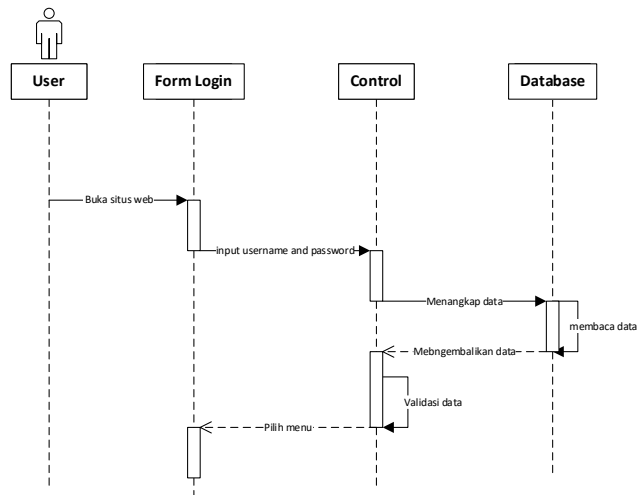 User
Form Login
Control
Database
Buka situs web
input username and password
Menangkap data
membaca data
Mebngembalikan data
Validasi data
Pilih menu